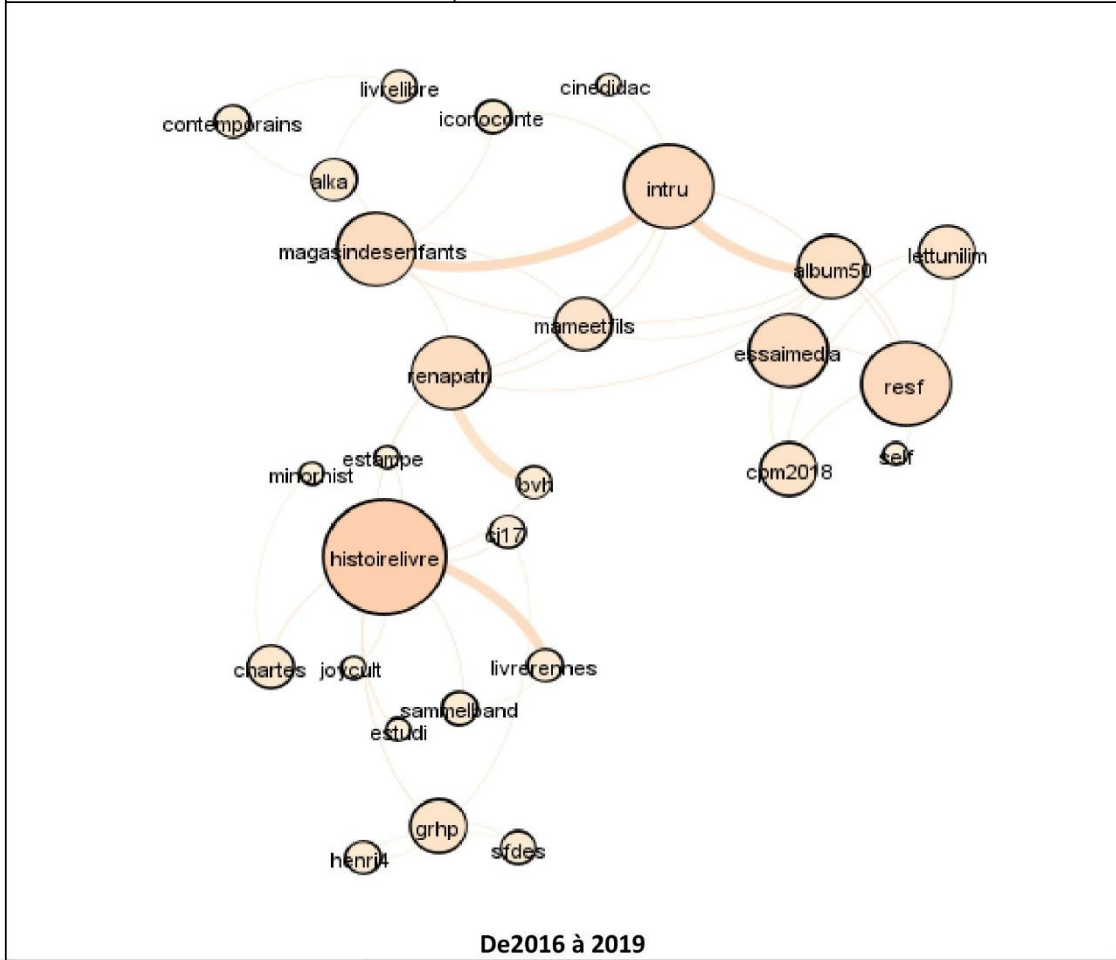 livrelibre
cinedidac
contemporains
iconoconte
alka
intru
magasindesenfants
album50
lettunilim
mameetfils
essaimedia
renapatri
resf
estampe
self
minorhist
cpm2018
bvh
cj17
histoirelivre
chartes
joycult
livrerennes
sammelband
estudi
grhp
henri4
sfdes
De2016 à 2019